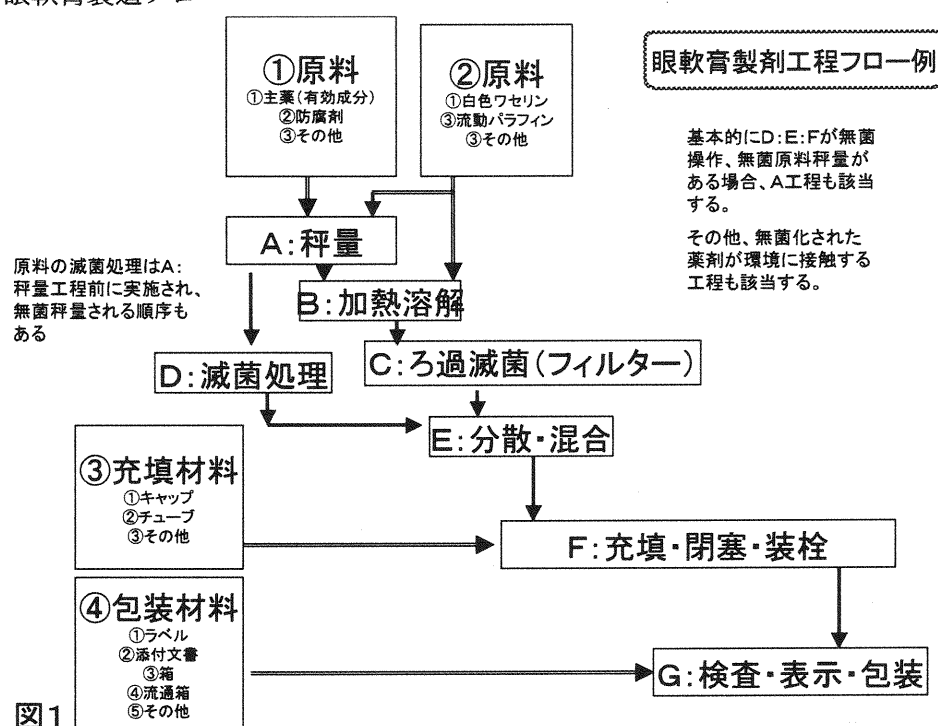 眼軟膏製造フロー
眼軟膏製剤工程フロー例
①原料
①主薬(有効成分)
②防腐剤
③その他
②原料
①白色ワセリン
③流動パラフィン
③その他
基本的にD:E:Fが無菌
操作、無菌原料秤量が
ある場合、A工程も該当
する。
その他、無菌化された
薬剤が環境に接触する
工程も該当する。
A:秤量
原料の滅菌処理はA:
秤量工程前に実施され、
無菌秤量される順序も
ある
B:加熱溶解
C:ろ過滅菌(フィルター)
D:滅菌処理
E:分散・混合
③充填材料
①キャップ
②チューブ
③その他
F:充填・閉塞・装栓
④包装材料
①ラベル
②添付文書
③箱
④流通箱
⑤その他
G:検査・表示・包装
図1